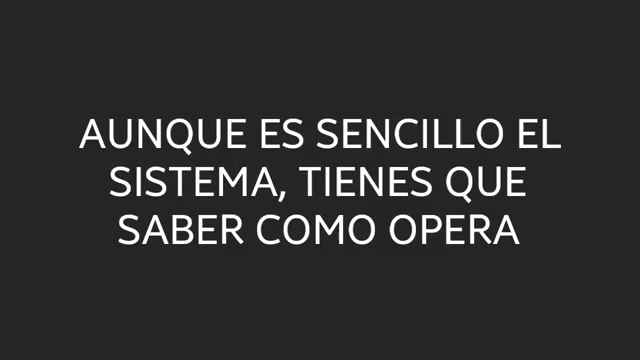 AUNQUE ES SENCILLO EL
SISTEMA, TIENES QUE
SABER COMO OPERA